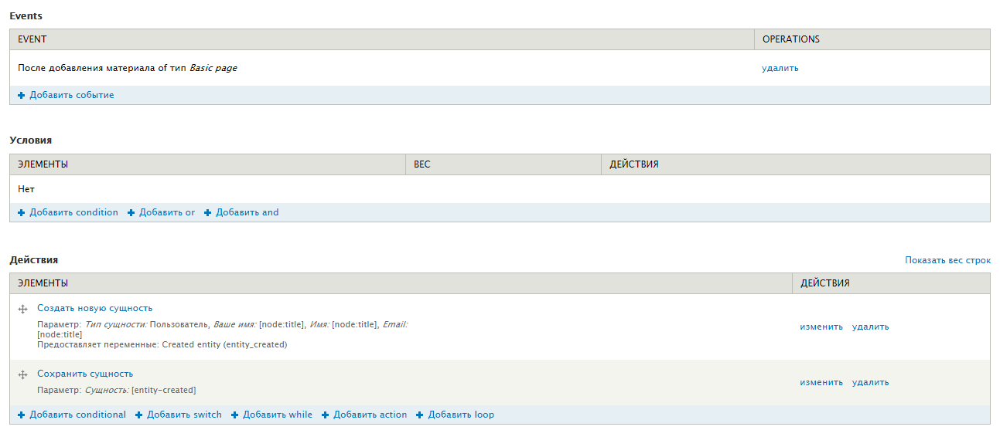 Events
EVENT OPERATIONS
После добавления материала of тип Basic page удалить
Добавить событие
Условия
ЭЛЕМЕНТЫ ВЕС ДЕЙСТВИЯ
Нет
Добавить condition Добавить or Добавить and
Действия Показать вес строк
ЭЛЕМЕНТЫ ДЕЙСТВИЯ
Создать новую сущность
Параметр: Тип сущности: Пользователь, Ваше имя: [node:title], Имя: [node:title], Email:
изменить удалить
[node:title]
Предоставляет переменные: Created entity (entity_created)
Сохранить сущность
изменить удалить
Параметр: Сущность: [entity-created]
Добавить conditional Добавить switch Добавить while Добавить action Добавить loop